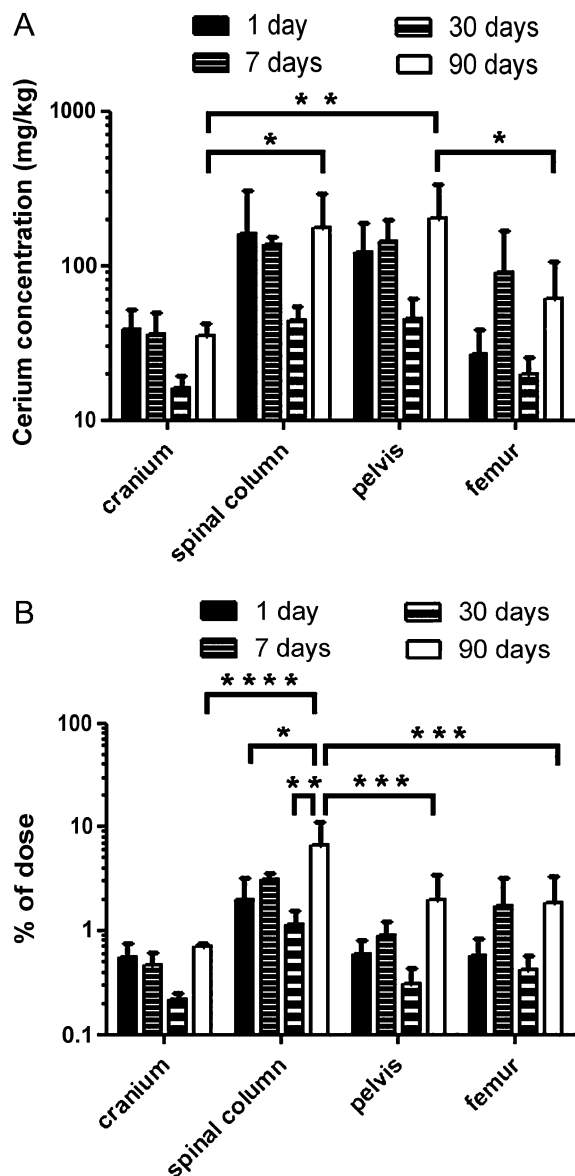 A
1 day 30 days
7 days 90 days
Cerium concentration (mg/kg)
1000
* *
*
*
100
10
cranium
spinal column
pelvis
femur
B
1 day 30 days
7 days 90 days
% of dose
* * * *
100
*
* * *
* *
* * *
10
1
0.1
cranium
spinal column
pelvis
femur